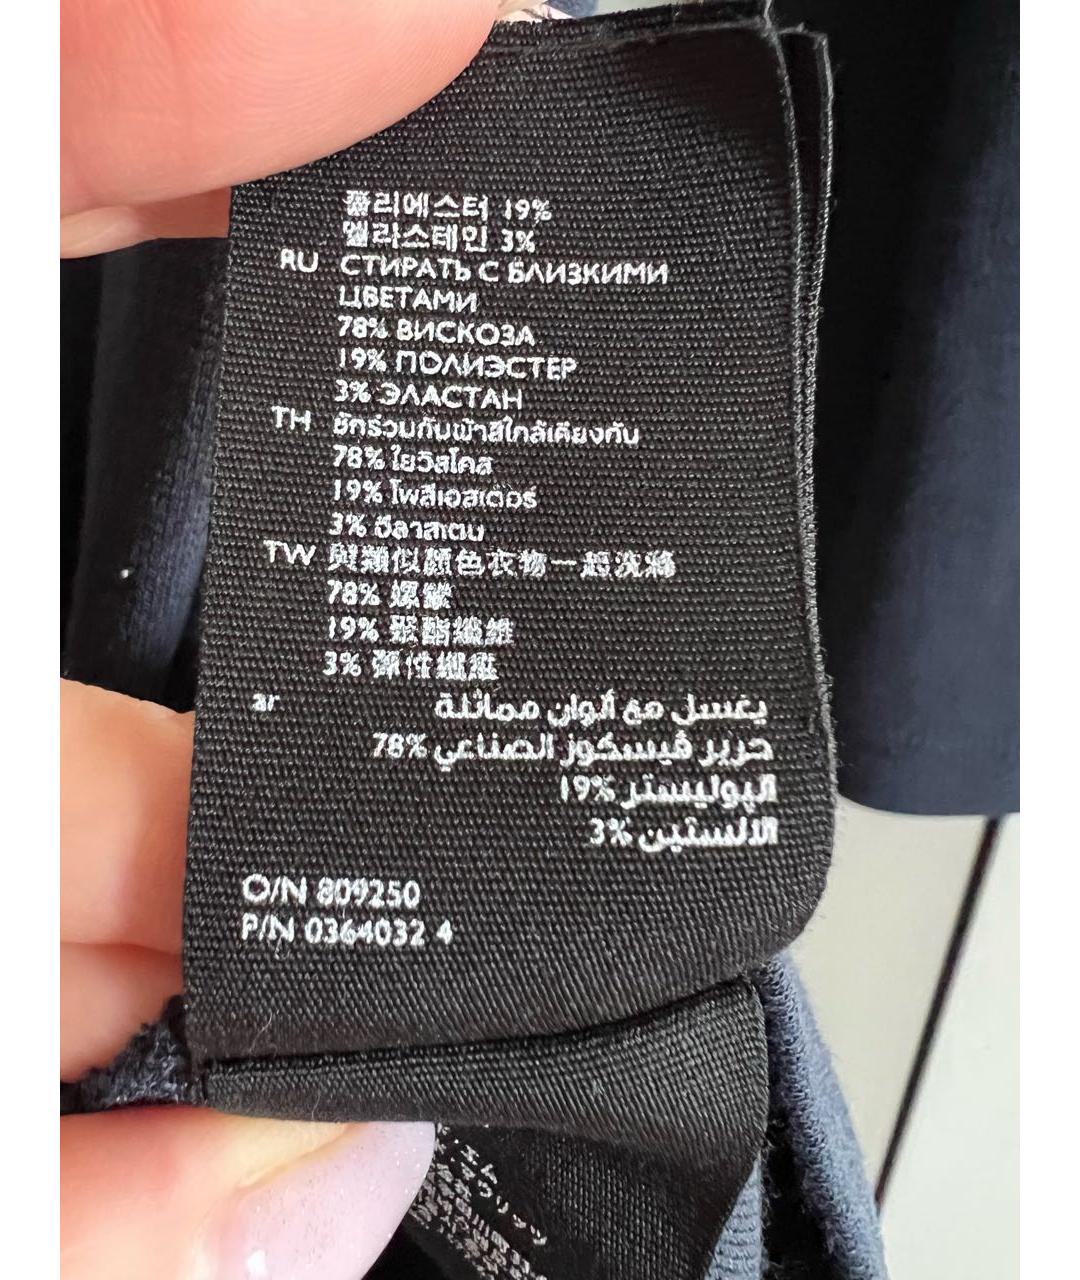 폴리에스터 19%
엘라스테인 3%
RU СТИРАТЬ С БЛИЗКИМИ
ЦВЕТАМИ
78% ВИСКОЗА
19% ПОЛИЭСТЕР
3% ЭЛАСТАН
TH ซักร่วมกับผ้าสีใกล้เคียงกัน
78% ใยวิสโคส
19% โพลีเอสเตอร์
3% อีลาสเตน
TW 與類似顏色衣物一起洗滌
78% 嫘縈
19% 聚酯纖維
3% 彈性纖維
ar يغسل مع ألوان مماثلة
حرير فيسكوز الصناعي 78%
البوليستر 19%
الالستين 3%
O/N 809250
P/N 0364032 4